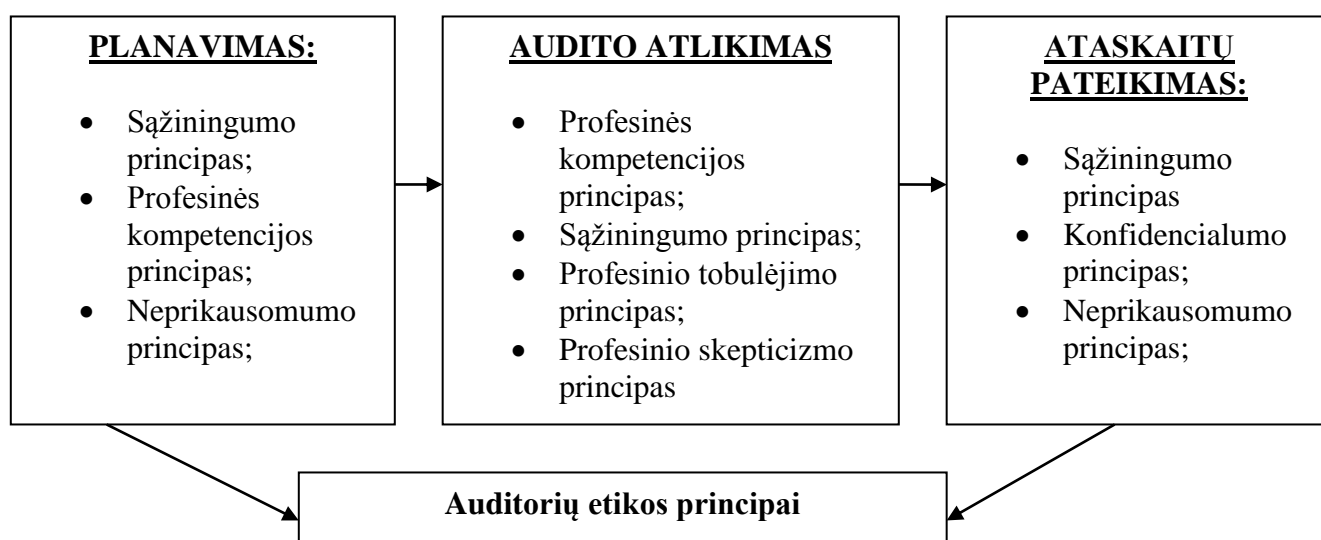 PLANAVIMAS:
• Sąžiningumo
principas;
• Profesinės
kompetencijos
principas;
• Neprikausomumo
principas;
AUDITO ATLIKIMAS
• Profesinės
kompetencijos
principas;
• Sąžiningumo principas;
• Profesinio tobulėjimo
principas;
• Profesinio skepticizmo
principas
ATASKAITŲ
PATEIKIMAS:
• Sąžiningumo
principas
• Konfidencialumo
principas;
• Neprikausomumo
principas;
Auditorių etikos principai